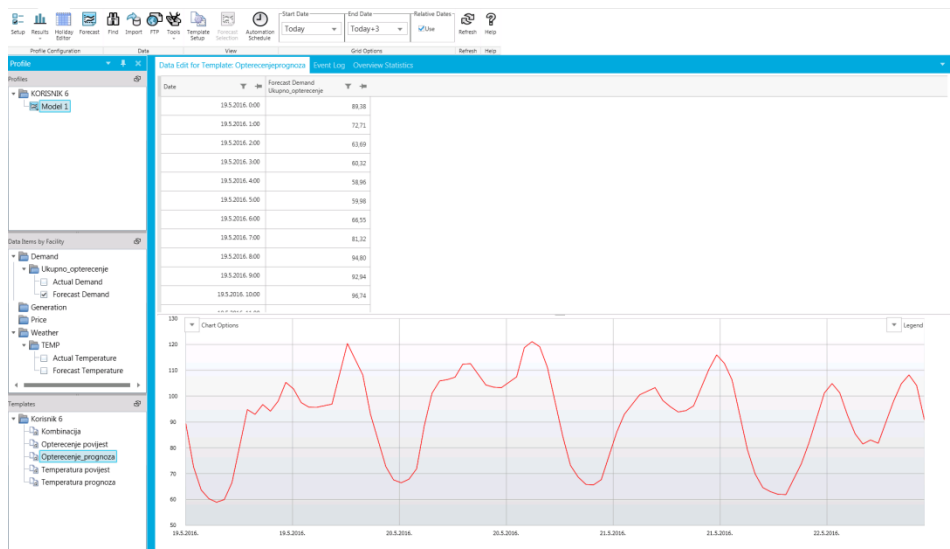 Setup Results Holiday Editor Forecast Find Import FTP Tools Template Setup Forecast Selection Automation Schedule
Start Date Today End Date Today+3 Relative Dates Use Refresh Help
Profile Configuration Data View Grid Options Refresh Help
Profile
Profiles
KORISNIK 6
Model 1
Data Items by Facility
Demand
Ukupno_opterecenje
Actual Demand
Forecast Demand
Generation
Price
Weather
TEMP
Actual Temperature
Forecast Temperature
Templates
Korisnik 6
Kombinacija
Opterecenje povijest
Opterecenje_prognoza
Temperatura povijest
Temperatura prognoza
Data Edit for Template: Opterecenjeprognoza Event Log Overview Statistics
Date Forecast Demand
Ukupno_opterecenje
19.5.2016. 0:00 89,38
19.5.2016. 1:00 72,71
19.5.2016. 2:00 63,69
19.5.2016. 3:00 60,32
19.5.2016. 4:00 58,96
19.5.2016. 5:00 59,98
19.5.2016. 6:00 66,55
19.5.2016. 7:00 81,32
19.5.2016. 8:00 94,80
19.5.2016. 9:00 92,94
19.5.2016. 10:00 96,74
Chart Options Legend
130
120
110
100
90
80
70
60
50
19.5.2016. 19.5.2016. 20.5.2016. 20.5.2016. 21.5.2016. 21.5.2016. 22.5.2016.